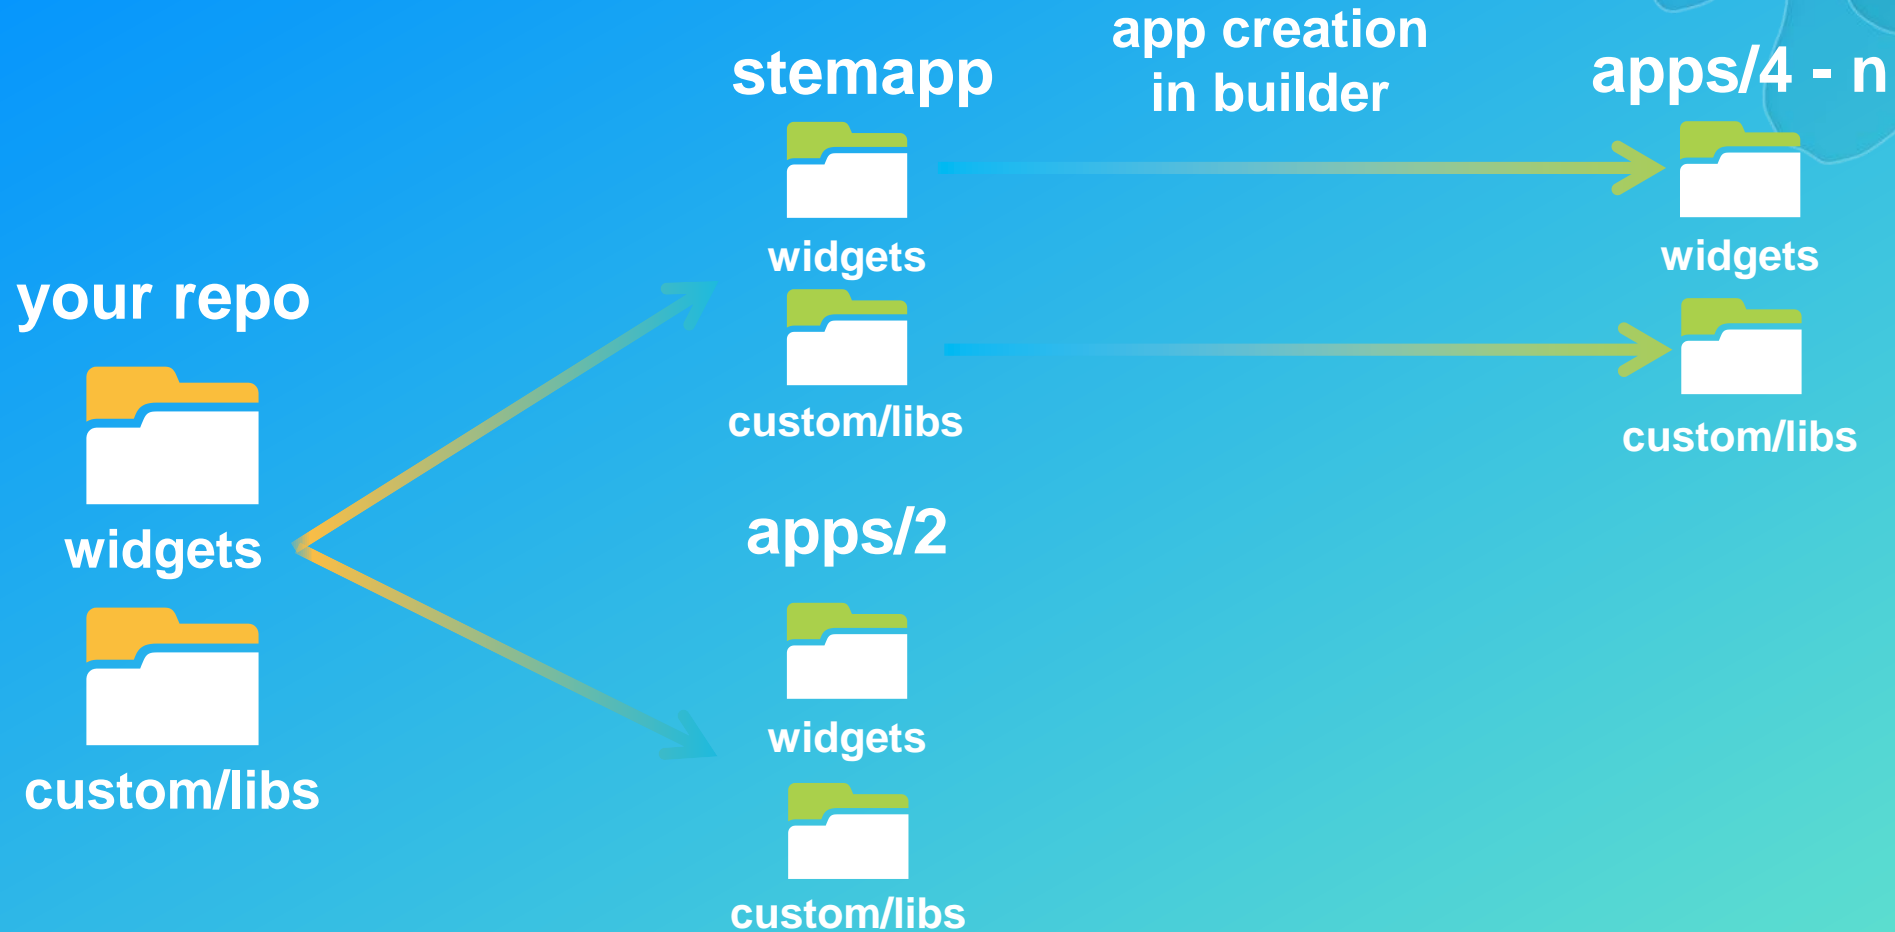 your repo
widgets
custom/libs
stemapp
widgets
custom/libs
apps/2
widgets
custom/libs
app creation
in builder
apps/4 - n
widgets
custom/libs